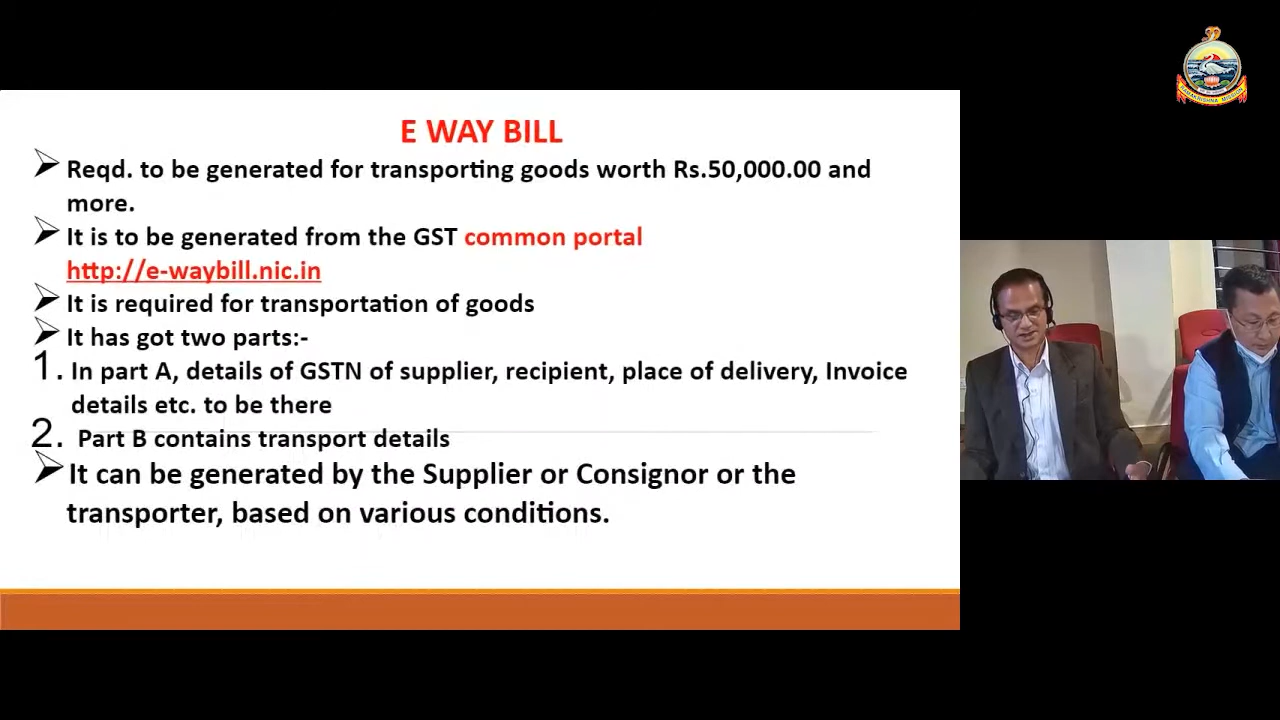 E WAY BILL
Reqd. to be generated for transporting goods worth Rs.50,000.00 and
more.
It is to be generated from the GST common portal
http://e-waybill.nic.in
It is required for transportation of goods
It has got two parts:-
1. In part A, details of GSTN of supplier, recipient, place of delivery, Invoice
details etc. to be there
2. Part B contains transport details
It can be generated by the Supplier or Consignor or the
transporter, based on various conditions.
RAMAKRISHNA MISSION